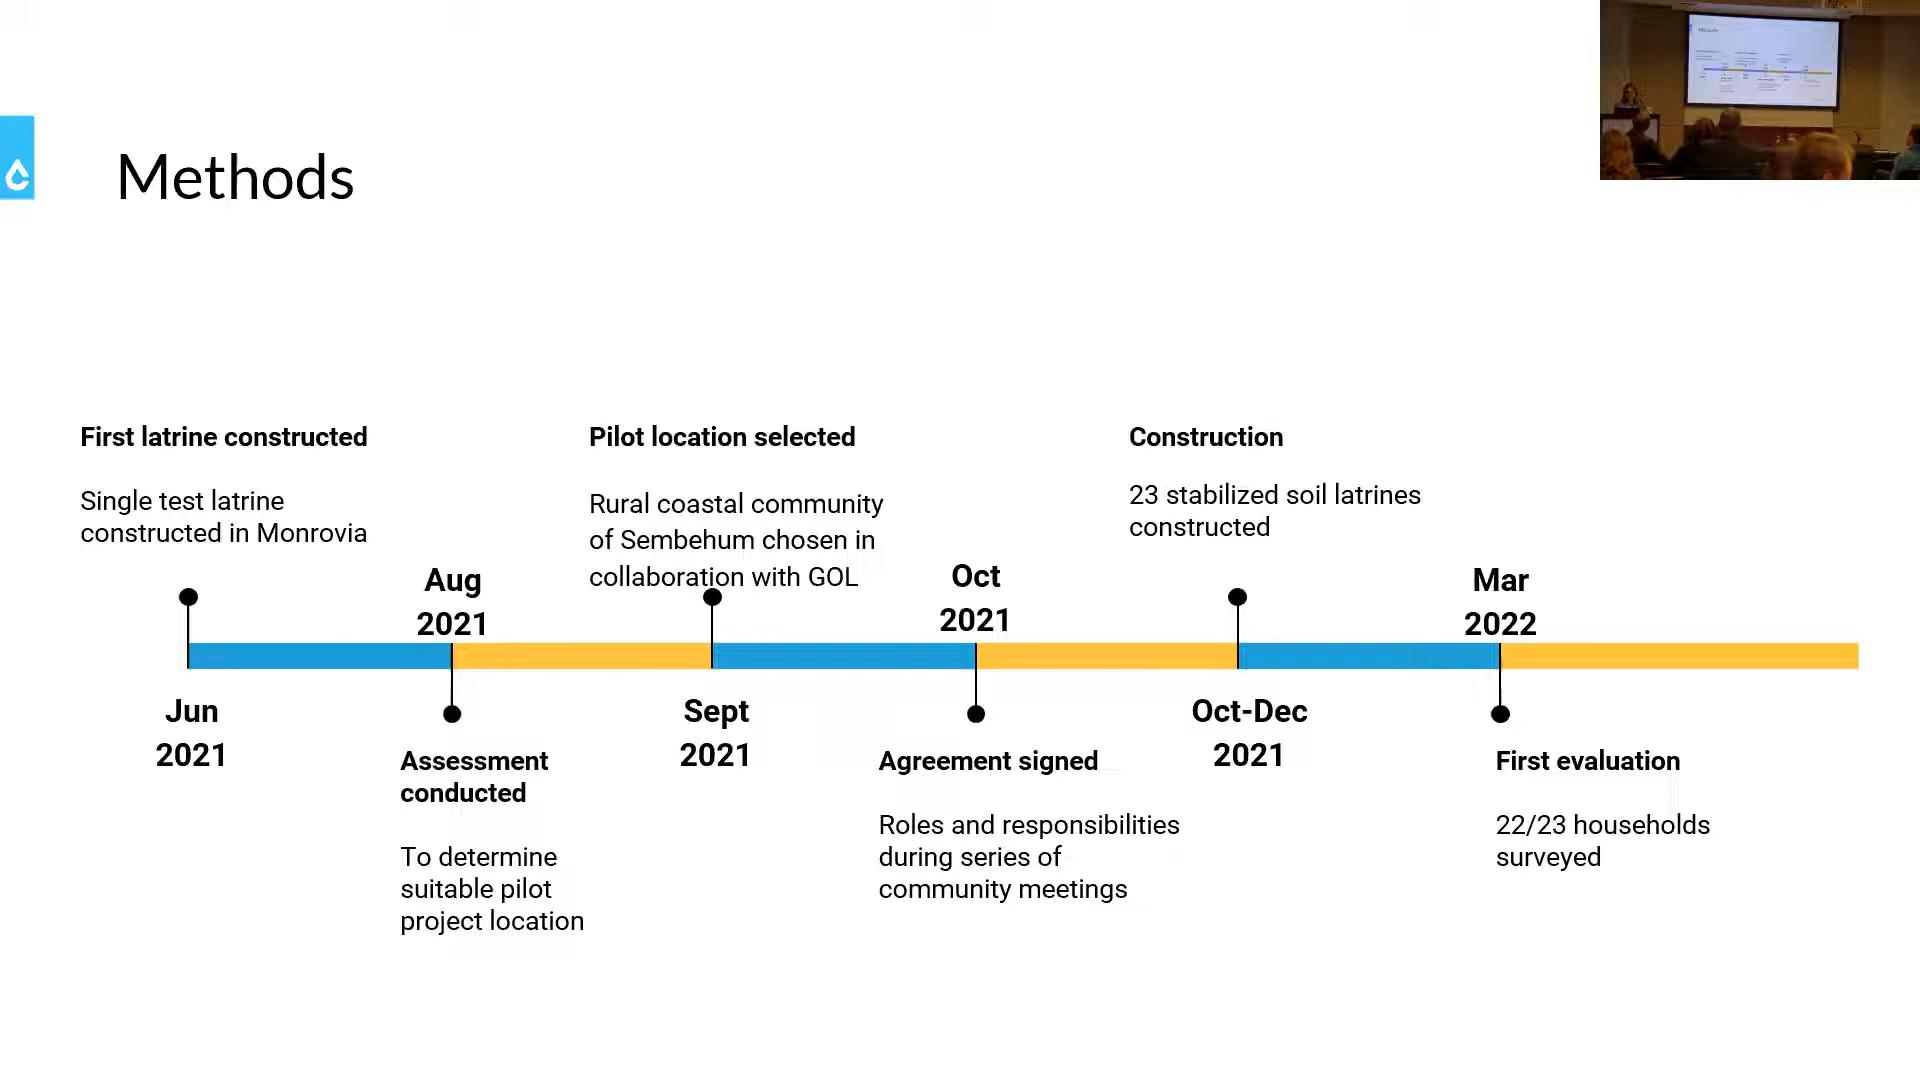 Methods
First latrine constructed
Single test latrine
constructed in Monrovia
Jun
2021
Aug
2021
Assessment
conducted
To determine
suitable pilot
project location
Pilot location selected
Rural coastal community
of Sembehum chosen in
collaboration with GOL
Sept
2021
Oct
2021
Agreement signed
Roles and responsibilities
during series of
community meetings
Construction
23 stabilized soil latrines
constructed
Oct-Dec
2021
Mar
2022
First evaluation
22/23 households
surveyed